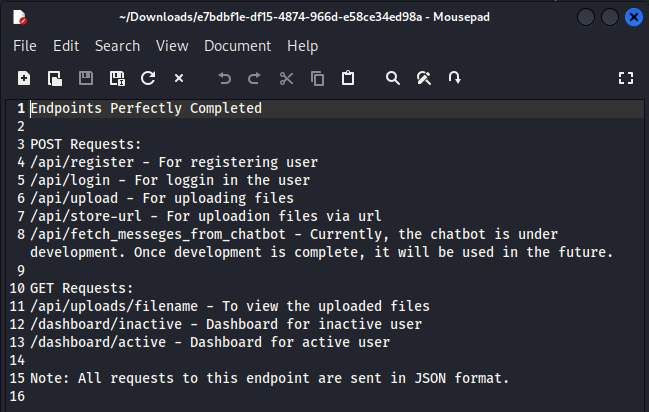 ~/Downloads/e7bdbf1e-df15-4874-966d-e58ce34ed98a - Mousepad
File Edit Search View Document Help
1 Endpoints Perfectly Completed
2
3 POST Requests:
4 /api/register - For registering user
5 /api/login - For loggin in the user
6 /api/upload - For uploading files
7 /api/store-url - For uploadion files via url
8 /api/fetch_messeges_from_chatbot - Currently, the chatbot is under
development. Once development is complete, it will be used in the future.
9
10 GET Requests:
11 /api/uploads/filename - To view the uploaded files
12 /dashboard/inactive - Dashboard for inactive user
13 /dashboard/active - Dashboard for active user
14
15 Note: All requests to this endpoint are sent in JSON format.
16